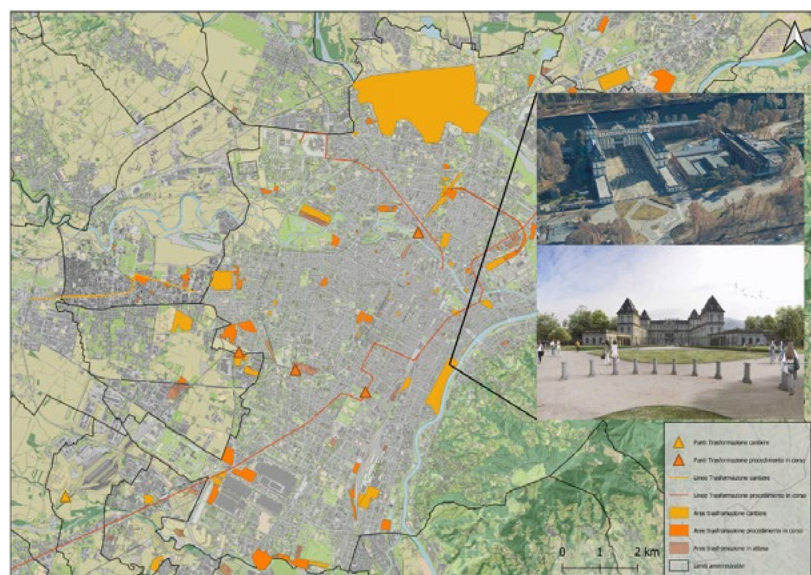 0 1 2 km
Punti Trasformazione cantiere
Punti Trasformazione procedimento in corso
Linee Trasformazione cantiere
Linee Trasformazione procedimento in corso
Aree trasformazione cantiere
Aree trasformazione procedimento in corso
Aree trasformazione in attesa
Limiti amministrativi